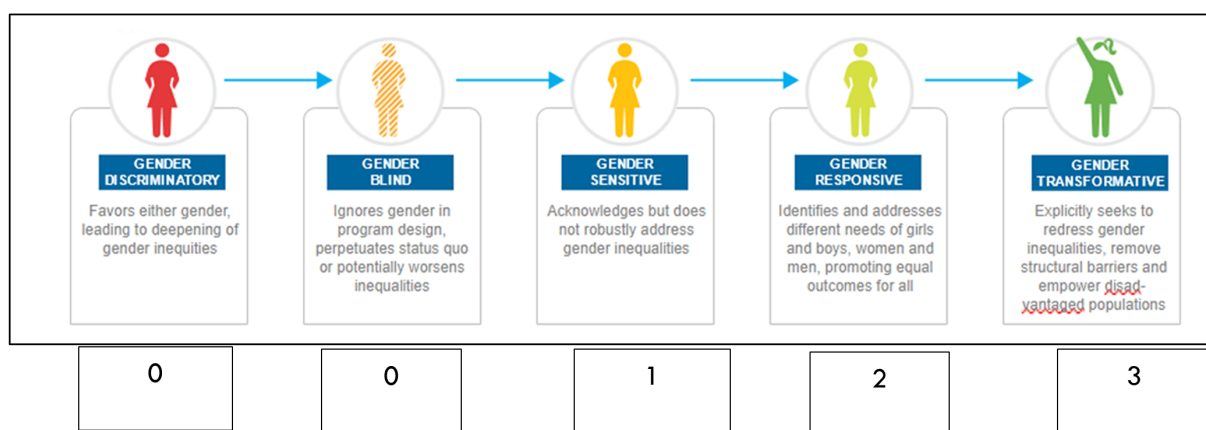 GENDER
DISCRIMINATORY
Favors either gender,
leading to deepening of
gender inequities
GENDER
BLIND
Ignores gender in
program design,
perpetuates status quo
or potentially worsens
inequalities
GENDER
SENSITIVE
Acknowledges but does
not robustly address
gender inequalities
GENDER
RESPONSIVE
Identifies and addresses
different needs of girls
and boys, women and
men, promoting equal
outcomes for all
GENDER
TRANSFORMATIVE
Explicitly seeks to
redress gender
inequalities, remove
structural barriers and
empower disad-
vantaged populations
0
0
1
2
3